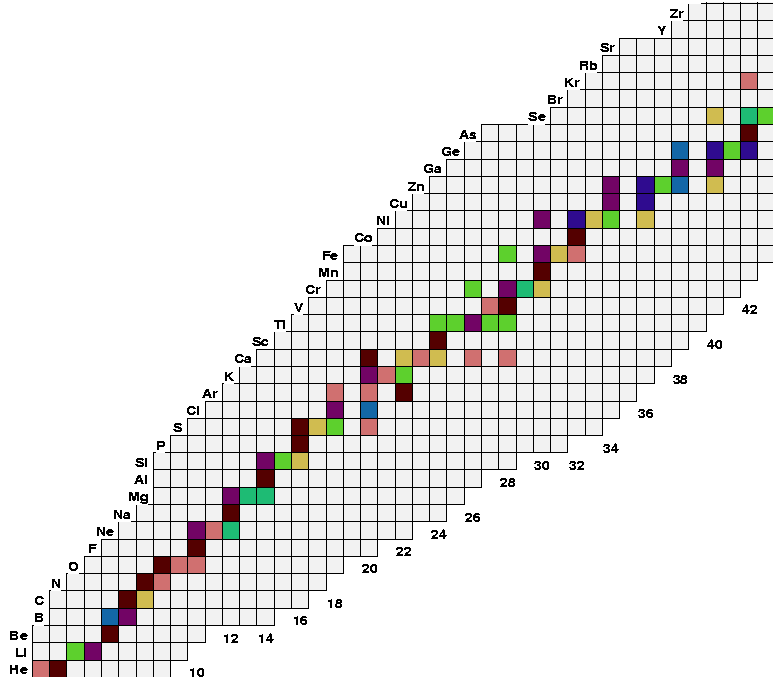 Zr
Y
Sr
Rb
Kr
Br
Se
As
Ge
Ga
Zn
Cu
Ni
Co
Fe
Mn
Cr
V
Ti
Sc
Ca
K
Ar
Cl
S
P
Si
Al
Mg
Na
Ne
F
O
N
C
B
Be
Li
He
10
12
14
16
18
20
22
24
26
28
30
32
34
36
38
40
42